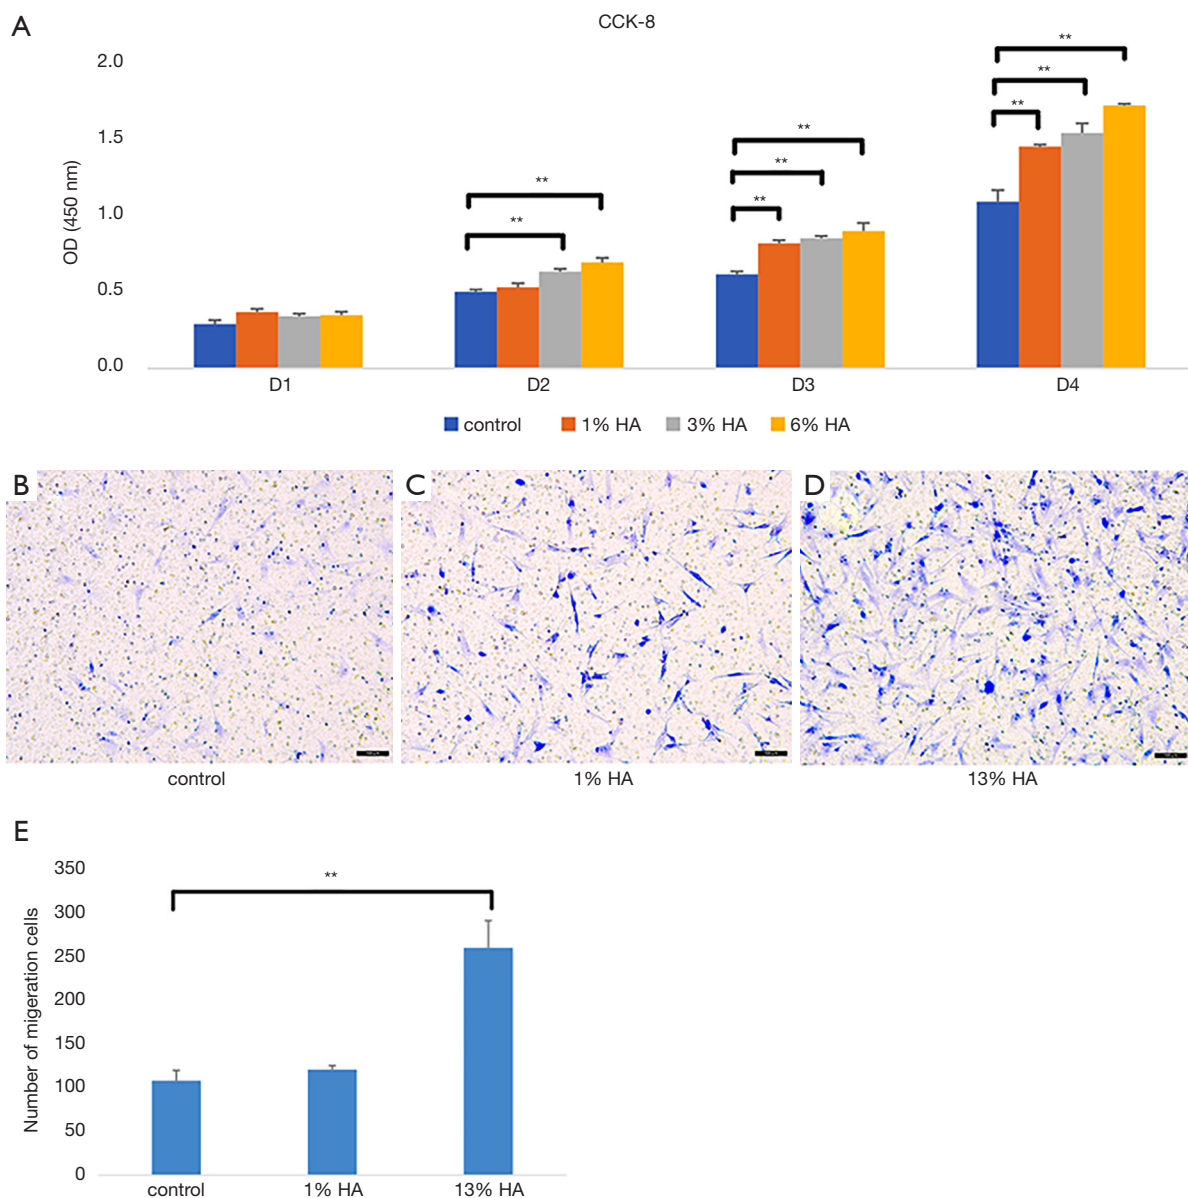 A
CCK-8
**
**
**
**
**
**
**
**
2.0
1.5
1.0
0.5
0.0
OD (450 nm)
D1 D2 D3 D4
control 1% HA 3% HA 6% HA
B C D
control 1% HA 13% HA
E
**
350
300
250
200
150
100
50
0
Number of migeration cells
control 1% HA 13% HA